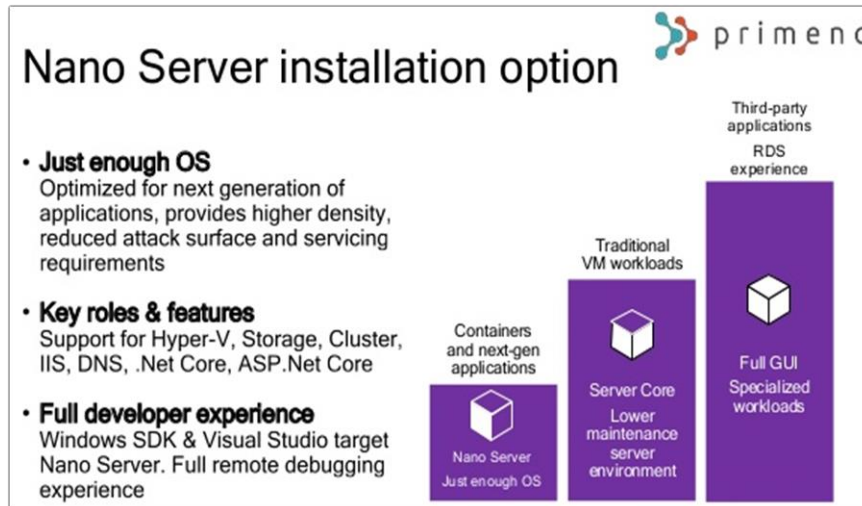 primend
Nano Server installation option
• Just enough OS
Optimized for next generation of
applications, provides higher density,
reduced attack surface and servicing
requirements
• Key roles & features
Support for Hyper-V, Storage, Cluster,
IIS, DNS, .Net Core, ASP.Net Core
• Full developer experience
Windows SDK & Visual Studio target
Nano Server. Full remote debugging
experience
Containers
and next-gen
applications
Nano Server
Just enough OS
Traditional
VM workloads
Server Core
Lower
maintenance
server
environment
Third-party
applications
RDS
experience
Full GUI
Specialized
workloads